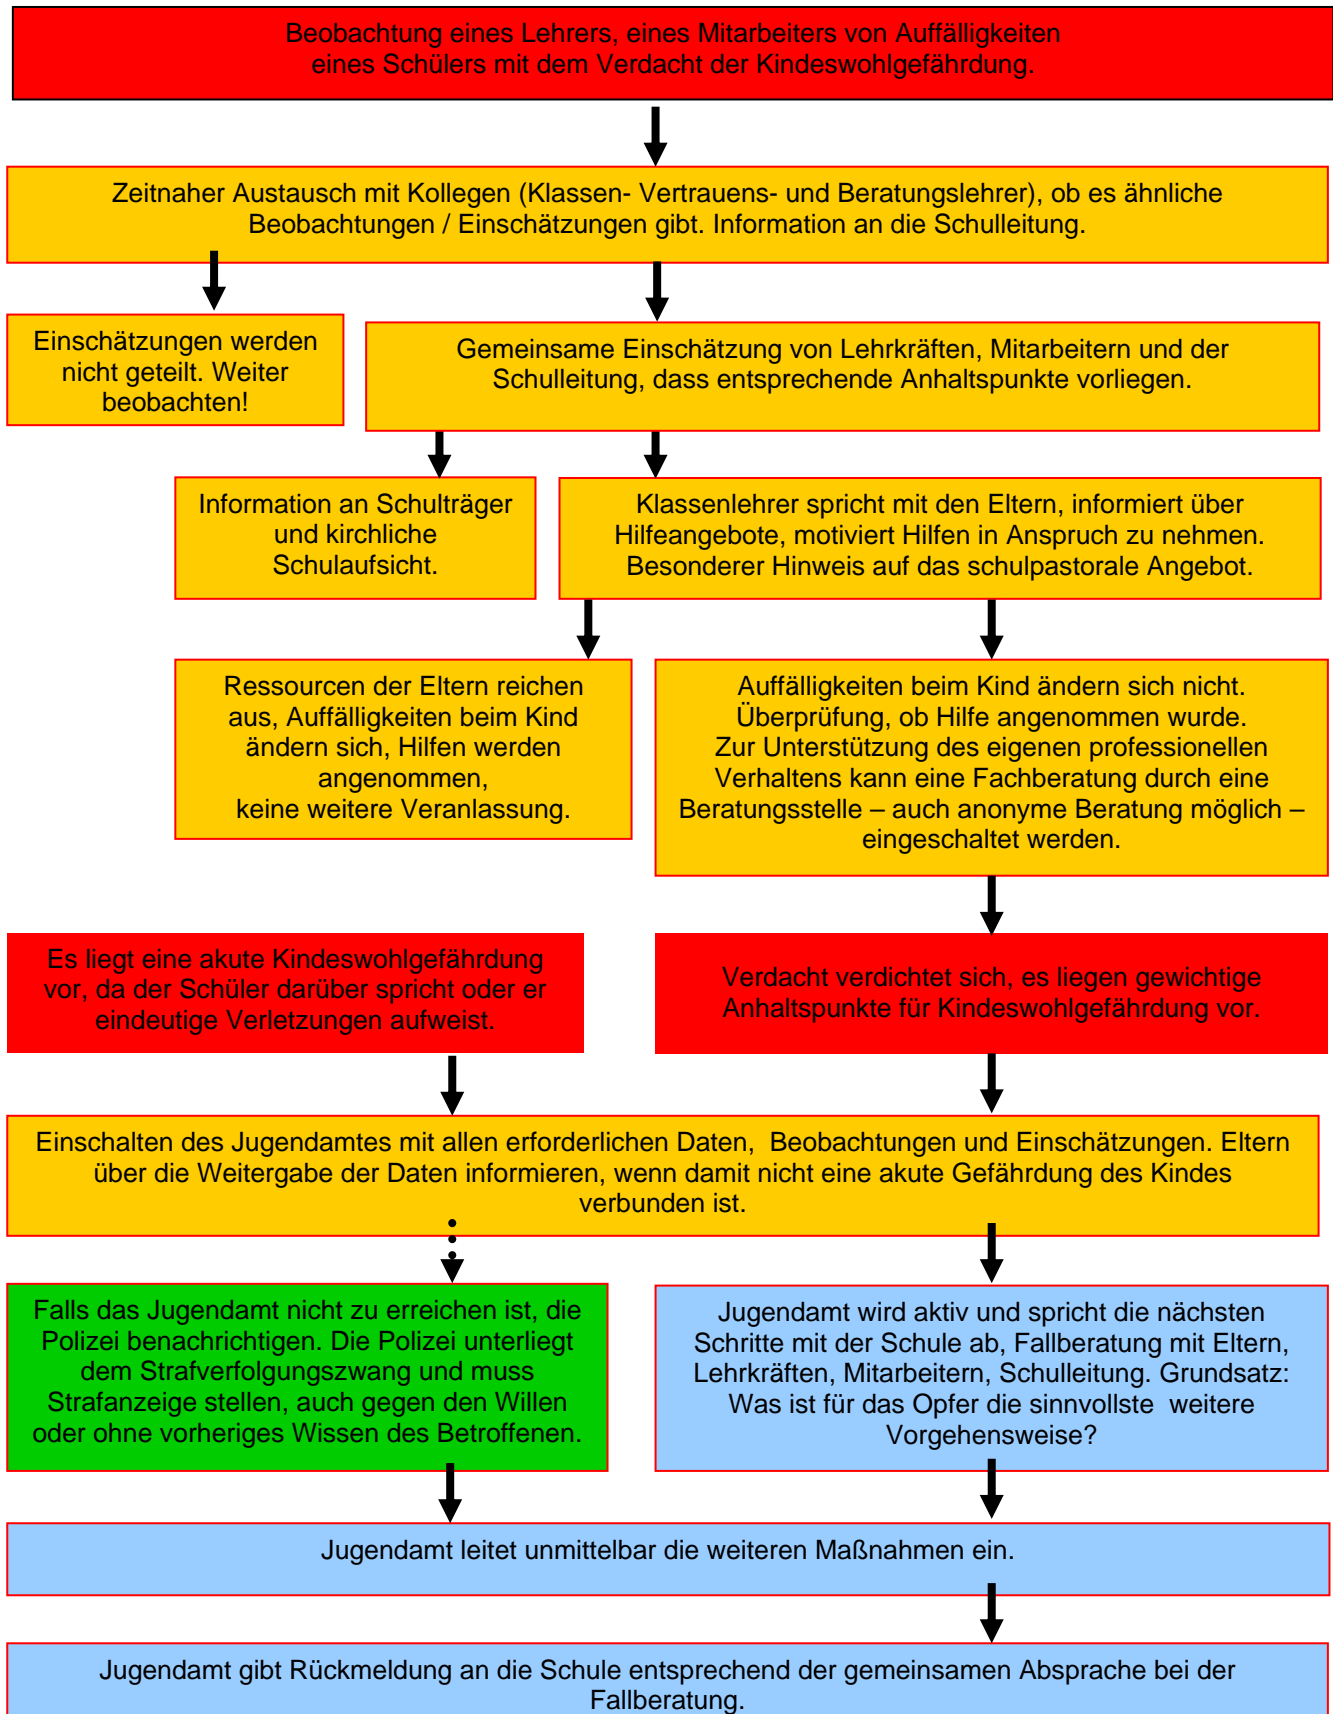 Beobachtung eines Lehrers, eines Mitarbeiters von Auffälligkeiten
eines Schülers mit dem Verdacht der Kindeswohlgefährdung.
Zeitnaher Austausch mit Kollegen (Klassen- Vertrauens- und Beratungslehrer), ob es ähnliche
Beobachtungen / Einschätzungen gibt. Information an die Schulleitung.
Einschätzungen werden
nicht geteilt. Weiter
beobachten!
Gemeinsame Einschätzung von Lehrkräften, Mitarbeitern und der
Schulleitung, dass entsprechende Anhaltspunkte vorliegen.
Information an Schulträger
und kirchliche
Schulaufsicht.
Klassenlehrer spricht mit den Eltern, informiert über
Hilfeangebote, motiviert Hilfen in Anspruch zu nehmen.
Besonderer Hinweis auf das schulpastorale Angebot.
Ressourcen der Eltern reichen
aus, Auffälligkeiten beim Kind
ändern sich, Hilfen werden
angenommen,
keine weitere Veranlassung.
Auffälligkeiten beim Kind ändern sich nicht.
Überprüfung, ob Hilfe angenommen wurde.
Zur Unterstützung des eigenen professionellen
Verhaltens kann eine Fachberatung durch eine
Beratungsstelle – auch anonyme Beratung möglich –
eingeschaltet werden.
Es liegt eine akute Kindeswohlgefährdung
vor, da der Schüler darüber spricht oder er
eindeutige Verletzungen aufweist.
Verdacht verdichtet sich, es liegen gewichtige
Anhaltspunkte für Kindeswohlgefährdung vor.
Einschalten des Jugendamtes mit allen erforderlichen Daten,  Beobachtungen und Einschätzungen. Eltern
über die Weitergabe der Daten informieren, wenn damit nicht eine akute Gefährdung des Kindes
verbunden ist.
Falls das Jugendamt nicht zu erreichen ist, die
Polizei benachrichtigen. Die Polizei unterliegt
dem Strafverfolgungszwang und muss
Strafanzeige stellen, auch gegen den Willen
oder ohne vorheriges Wissen des Betroffenen.
Jugendamt wird aktiv und spricht die nächsten
Schritte mit der Schule ab, Fallberatung mit Eltern,
Lehrkräften, Mitarbeitern, Schulleitung. Grundsatz:
Was ist für das Opfer die sinnvollste  weitere
Vorgehensweise?
Jugendamt leitet unmittelbar die weiteren Maßnahmen ein.
Jugendamt gibt Rückmeldung an die Schule entsprechend der gemeinsamen Absprache bei der
Fallberatung.